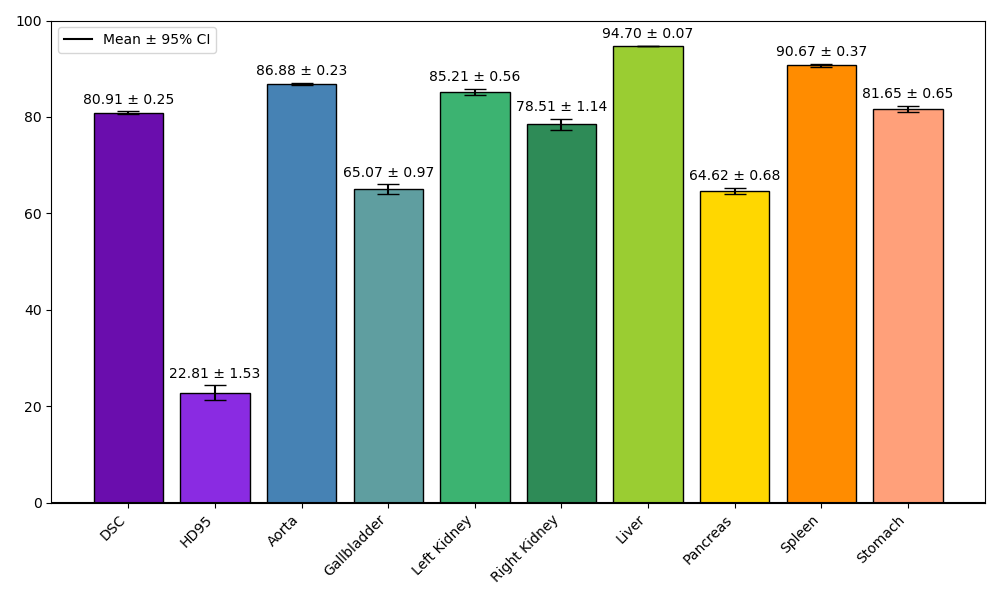 Mean ± 95% CI
80.91 ± 0.25
22.81 ± 1.53
86.88 ± 0.23
65.07 ± 0.97
85.21 ± 0.56
78.51 ± 1.14
94.70 ± 0.07
64.62 ± 0.68
90.67 ± 0.37
81.65 ± 0.65
100
80
60
40
20
0
DSC
HD95
Aorta
Gallbladder
Left Kidney
Right Kidney
Liver
Pancreas
Spleen
Stomach